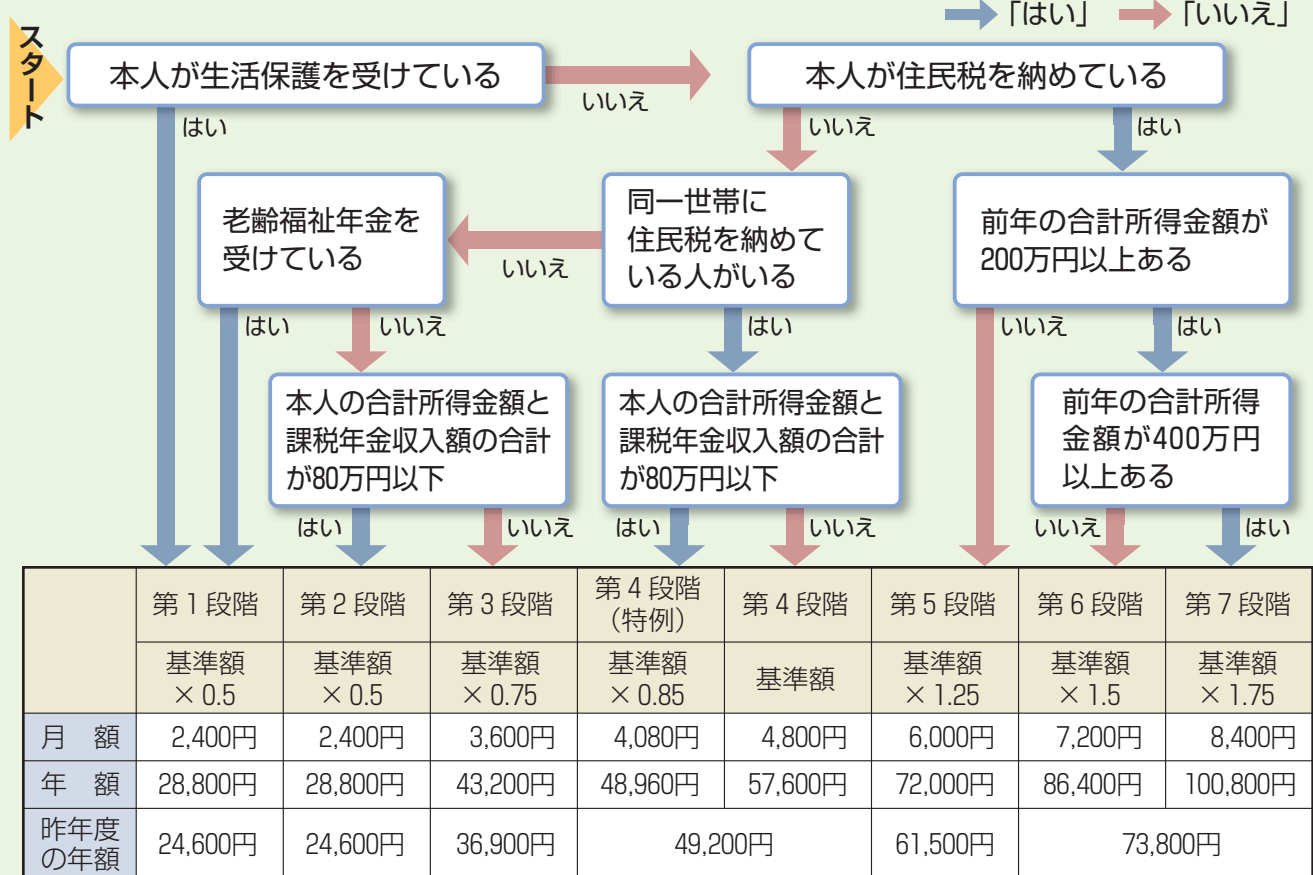 「はい」 「いいえ」
スタート
本人が生活保護を受けている
いいえ
本人が住民税を納めている
はい
いいえ
はい
老齢福祉年金を
受けている
いいえ
同一世帯に
住民税を納めて
いる人がいる
前年の合計所得金額が
200万円以上ある
はい
いいえ
はい
いいえ
はい
本人の合計所得金額と
課税年金収入額の合計
が80万円以下
本人の合計所得金額と
課税年金収入額の合計
が80万円以下
前年の合計所得
金額が400万円
以上ある
はい
いいえ
はい
いいえ
いいえ
はい
第1段階 第2段階 第3段階 第4段階 第4段階 第5段階 第6段階 第7段階
(特例)
基準額 基準額 基準額 基準額 基準額 基準額 基準額 基準額
×0.5 ×0.5 ×0.75 ×0.85 ×1.25 ×1.5 ×1.75
月 額 2,400円 2,400円 3,600円 4,080円 4,800円 6,000円 7,200円 8,400円
年 額 28,800円 28,800円 43,200円 48,960円 57,600円 72,000円 86,400円 100,800円
昨年度
の年額 24,600円 24,600円 36,900円 49,200円 61,500円 73,800円